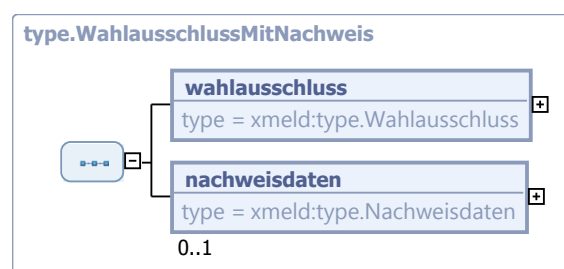 type.WahlausschlussMitNachweis
wahlausschluss
type = xmeld:type.Wahlausschluss
nachweisdaten
type = xmeld:type.Nachweisdaten
0..1